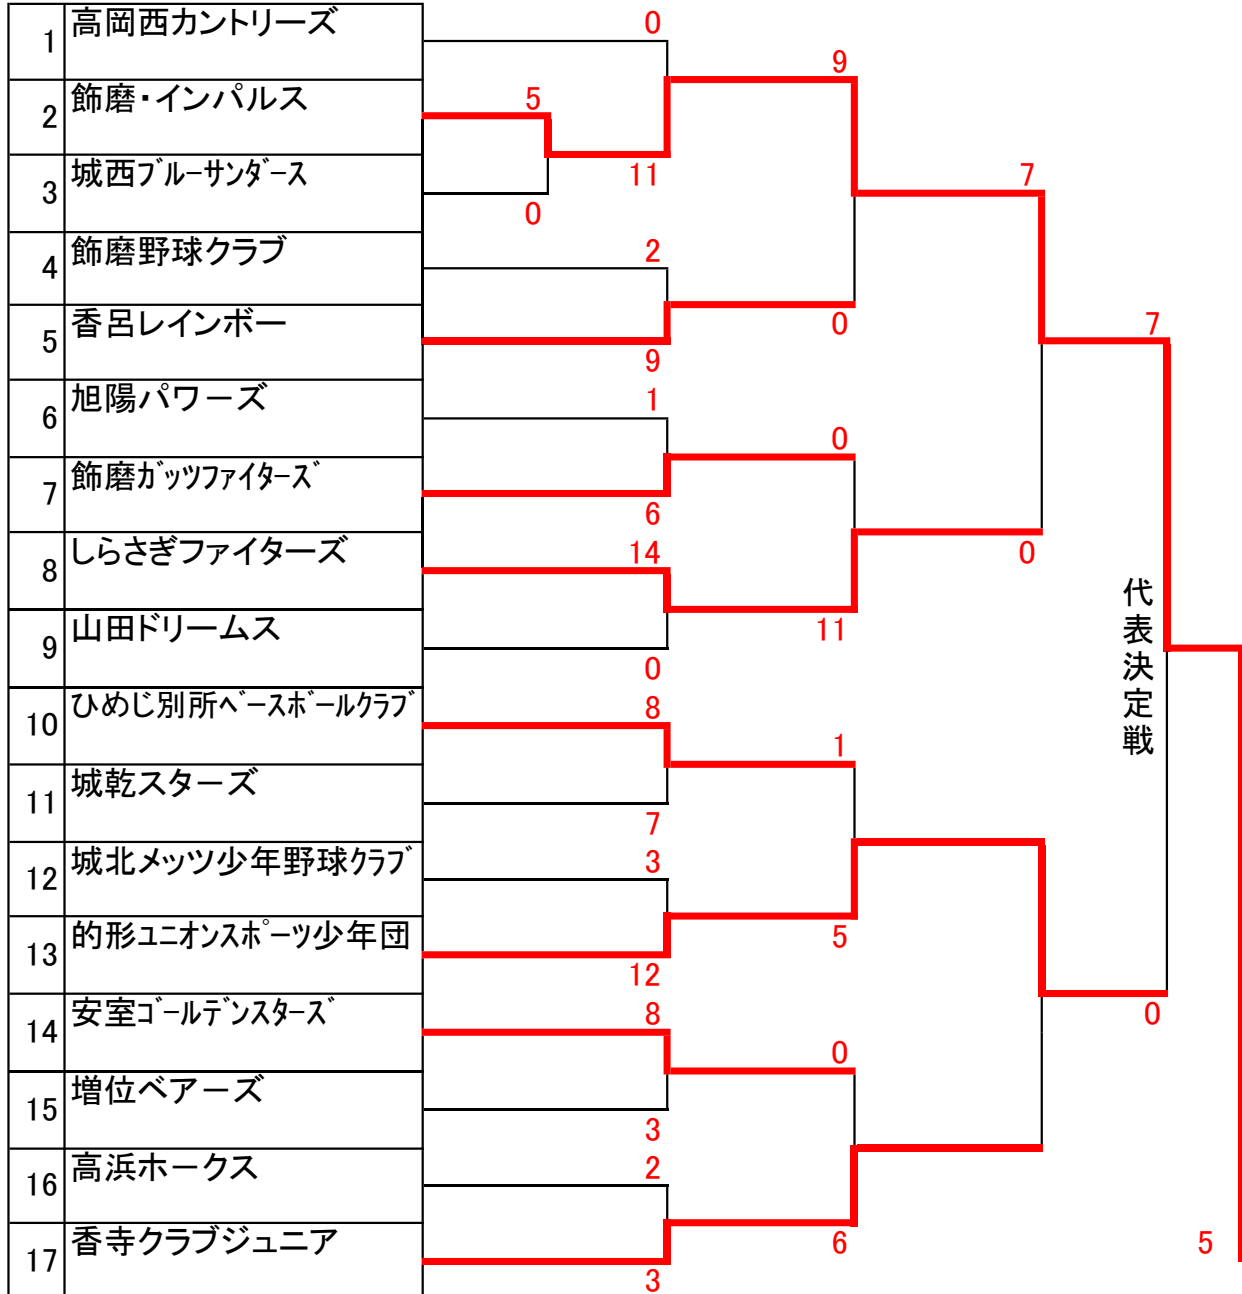 1 高岡西カントリーズ
0
9
2 飾磨・インパルス
5
11
3 城西ブルーサンダース
0
7
4 飾磨野球クラブ
2
0
5 香呂レインボー
9
7
6 旭陽パワーズ
1
0
7 飾磨ガッツファイターズ
6
8 しらさぎファイターズ
14
11
0
9 山田ドリームス
0
代表決定戦
10 ひめじ別所ベースボールクラブ
8
1
11 城乾スターズ
7
12 城北メッツ少年野球クラブ
3
5
13 的形ユニオンスポーツ少年団
12
14 安室ゴールデンスターズ
8
0
0
15 増位ベアーズ
3
16 高浜ホークス
2
6
17 香寺クラブジュニア
3
5